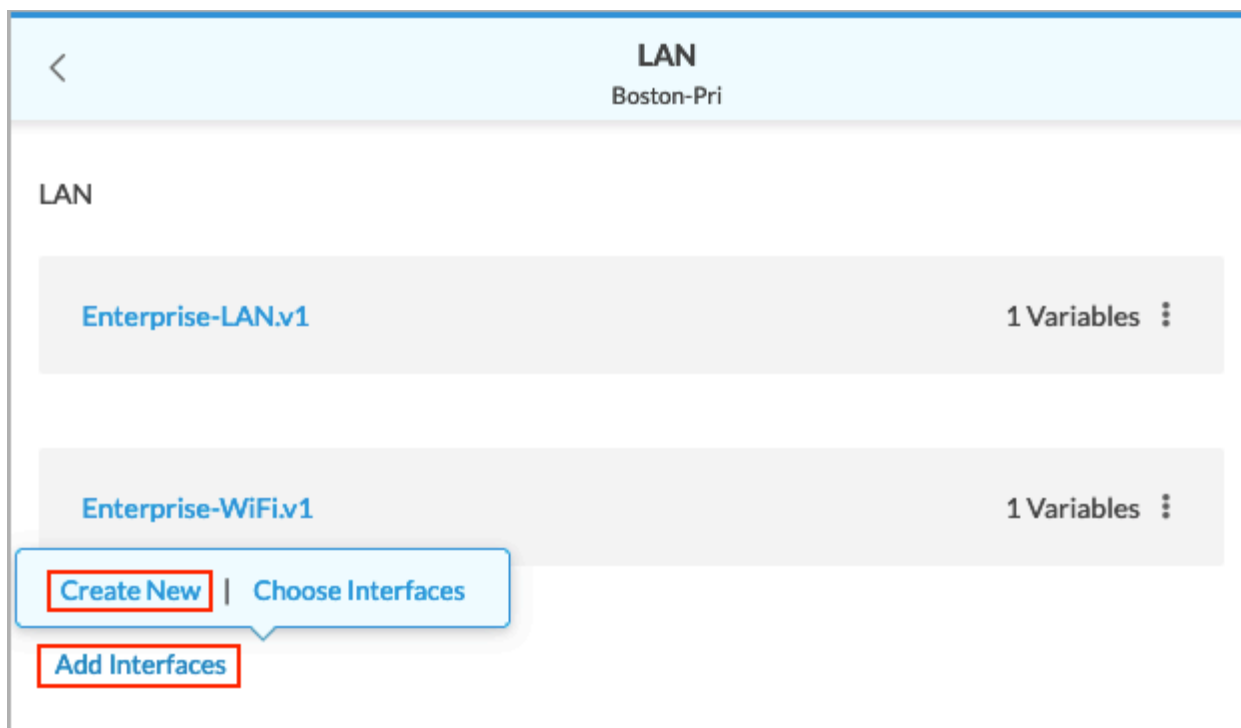 LAN
Boston-Pri
LAN
Enterprise-LAN.v1 1 Variables
Enterprise-WiFi.v1 1 Variables
Create New | Choose Interfaces
Add Interfaces